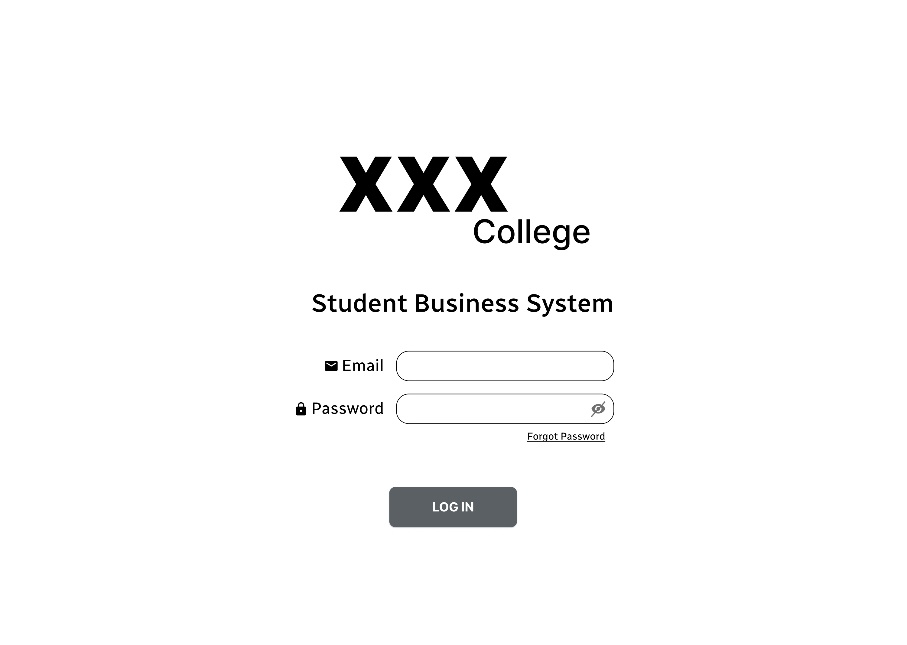 XXX
College
Student Business System
Email
Password
Forgot Password
LOG IN